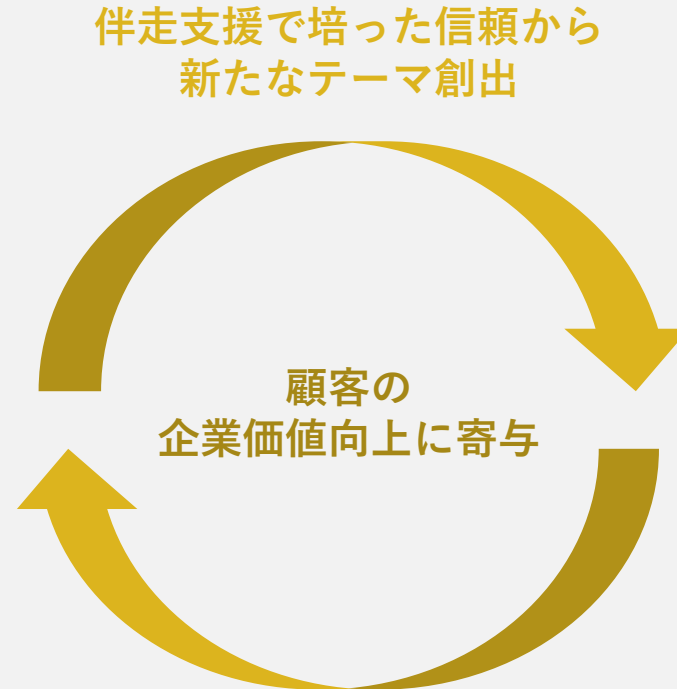 伴走支援で培った信頼から
新たなテーマ創出
顧客の
企業価値向上に寄与